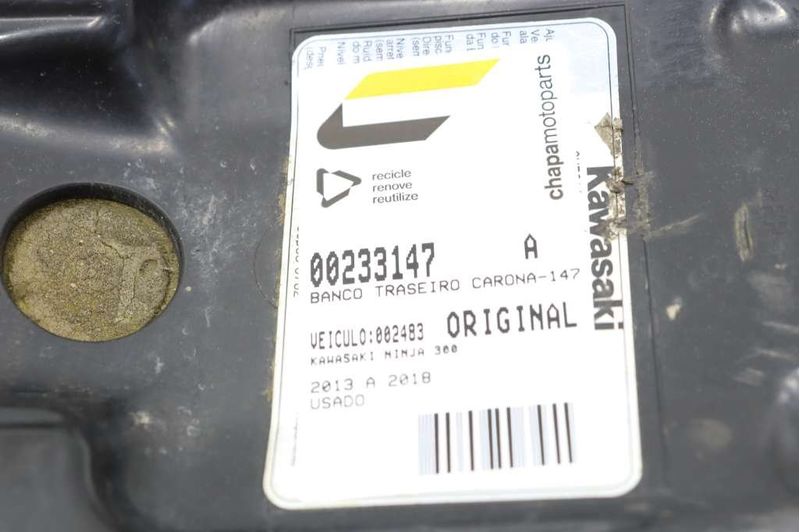 chapamotoparts
recicle
renove
reutilize
Kawasaki
00233147 A
BANCO TRASEIRO CARONA-147
VEICULO:002483 ORIGINAL
KAWASAKI NINJA 300
2013 A 2018
USADO